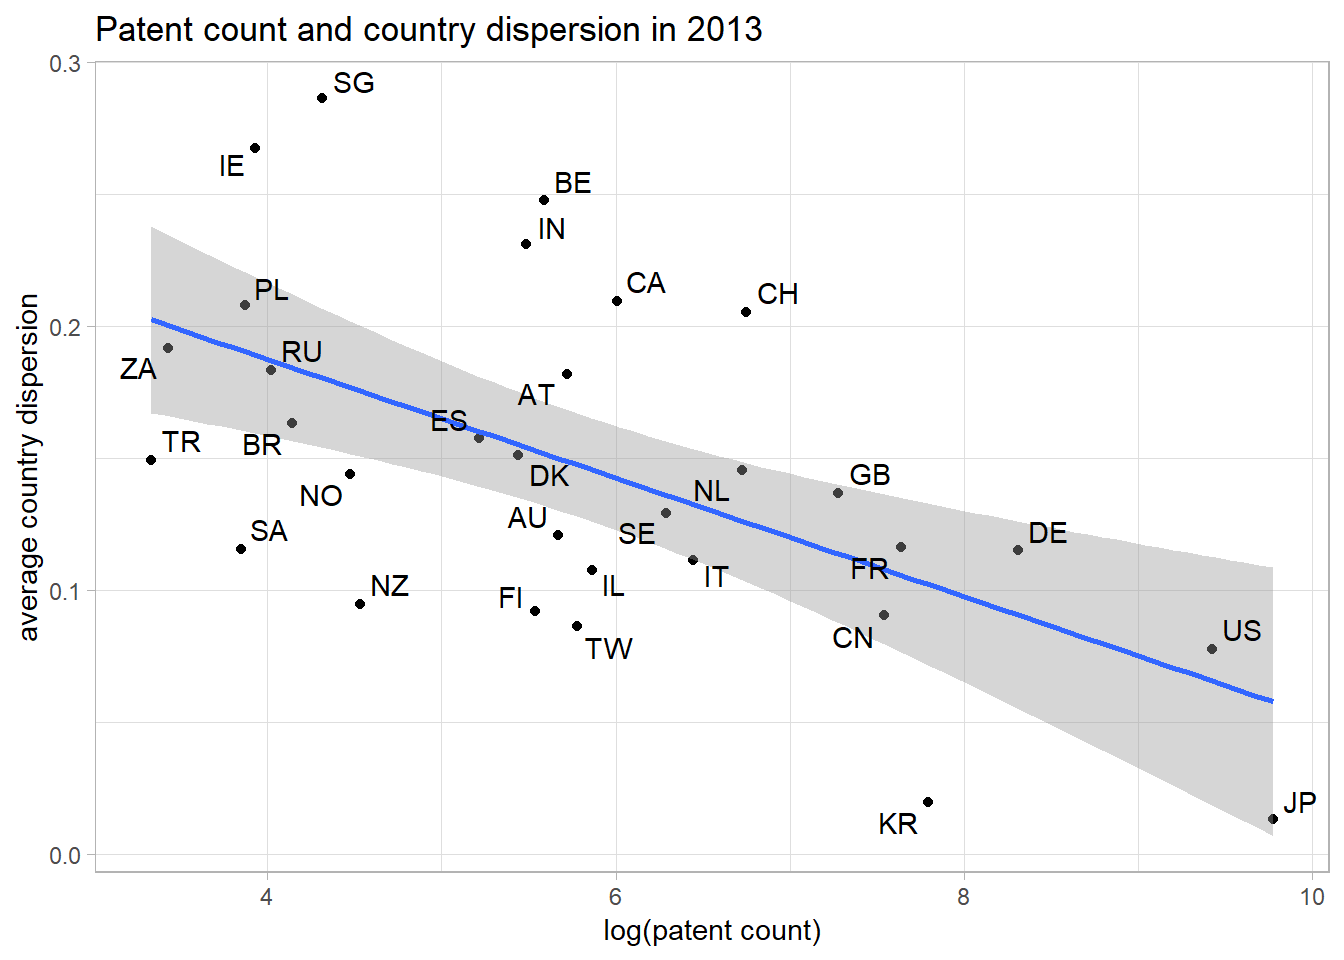 Patent count and country dispersion in 2013
0.3
SG
IE
BE
IN
CA
CH
PL
0.2
RU
ZA
AT
ES
TR
BR
DK
GB
NO
NL
AU
SE
SA
DE
FR
IT
NZ
IL
0.1
FI
CN
US
TW
KR
JP
0.0
4
6
8
10
average country dispersion
log(patent count)